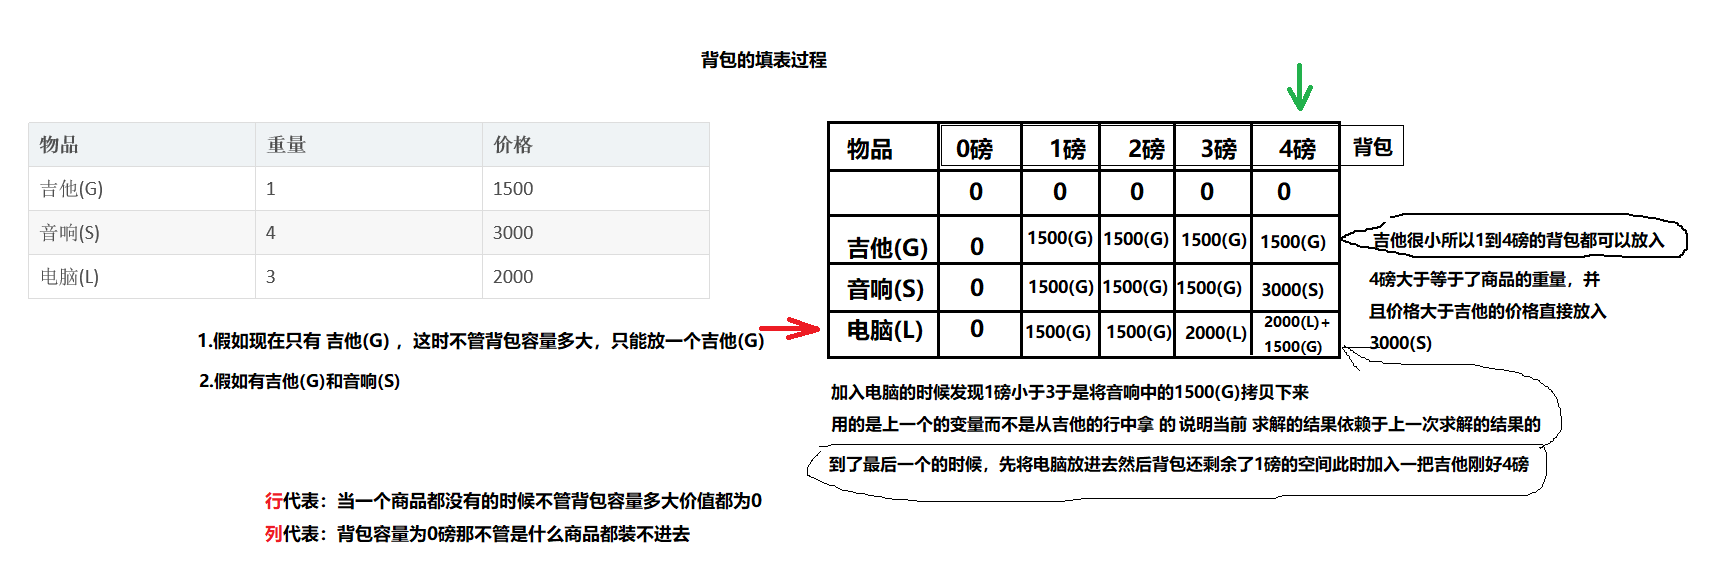 背包的填表过程
物品 重量 价格
吉他(G) 1 1500
音响(S) 4 3000
电脑(L) 3 2000
1.假如现在只有 吉他(G) ，这时不管背包容量多大，只能放一个吉他(G)
2.假如有吉他(G)和音响(S)
行代表：当一个商品都没有的时候不管背包容量多大价值都为0
列代表：背包容量为0磅那不管是什么商品都装不进去
物品 0磅 1磅 2磅 3磅 4磅 背包
0 0 0 0 0
吉他(G) 0 1500(G) 1500(G) 1500(G) 1500(G)
音响(S) 0 1500(G) 1500(G) 1500(G) 3000(S)
电脑(L) 0 1500(G) 1500(G) 2000(L) 2000(L)+
1500(G)
吉他很小所以1到4磅的背包都可以放入
4磅大于等于了商品的重量，并
且价格大于吉他的价格直接放入
3000(S)
加入电脑的时候发现1磅小于3于是将音响中的1500(G)拷贝下来
用的是上一个的变量而不是从吉他的行中拿 的 说明当前 求解的结果依赖于上一次求解的结果的
到了最后一个的时候，先将电脑放进去然后背包还剩余了1磅的空间此时加入一把吉他刚好4磅